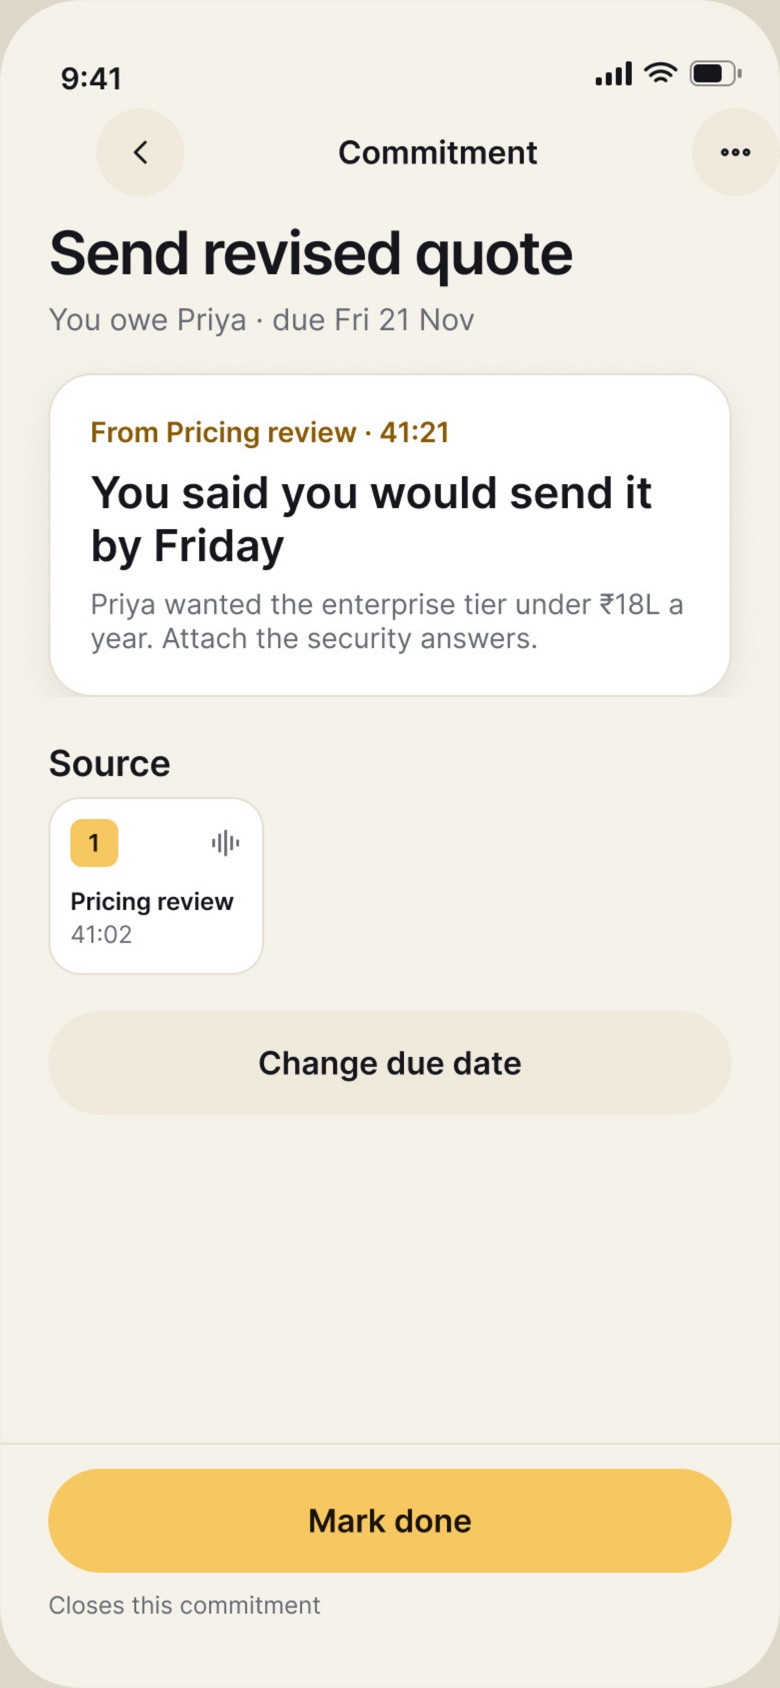 9:41
Commitment
Send revised quote
You owe Priya · due Fri 21 Nov
From Pricing review · 41:21
You said you would send it
by Friday
Priya wanted the enterprise tier under ₹18L a
year. Attach the security answers.
Source
1
Pricing review
41:02
Change due date
Mark done
Closes this commitment